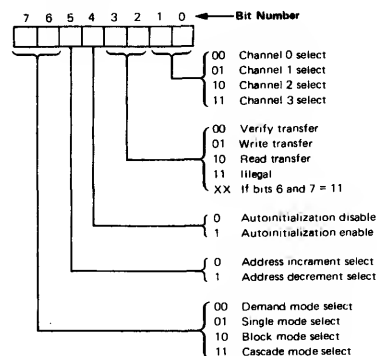 7 6 5 4 3 2 1 0 Bit Number
00 Channel 0 select
01 Channel 1 select
10 Channel 2 select
11 Channel 3 select
00 Verify transfer
01 Write transfer
10 Read transfer
11 Illegal
XX If bits 6 and 7 = 11
0 Autoinitialization disable
1 Autoinitialization enable
0 Address increment select
1 Address decrement select
00 Demand mode select
01 Single mode select
10 Block mode select
11 Cascade mode select